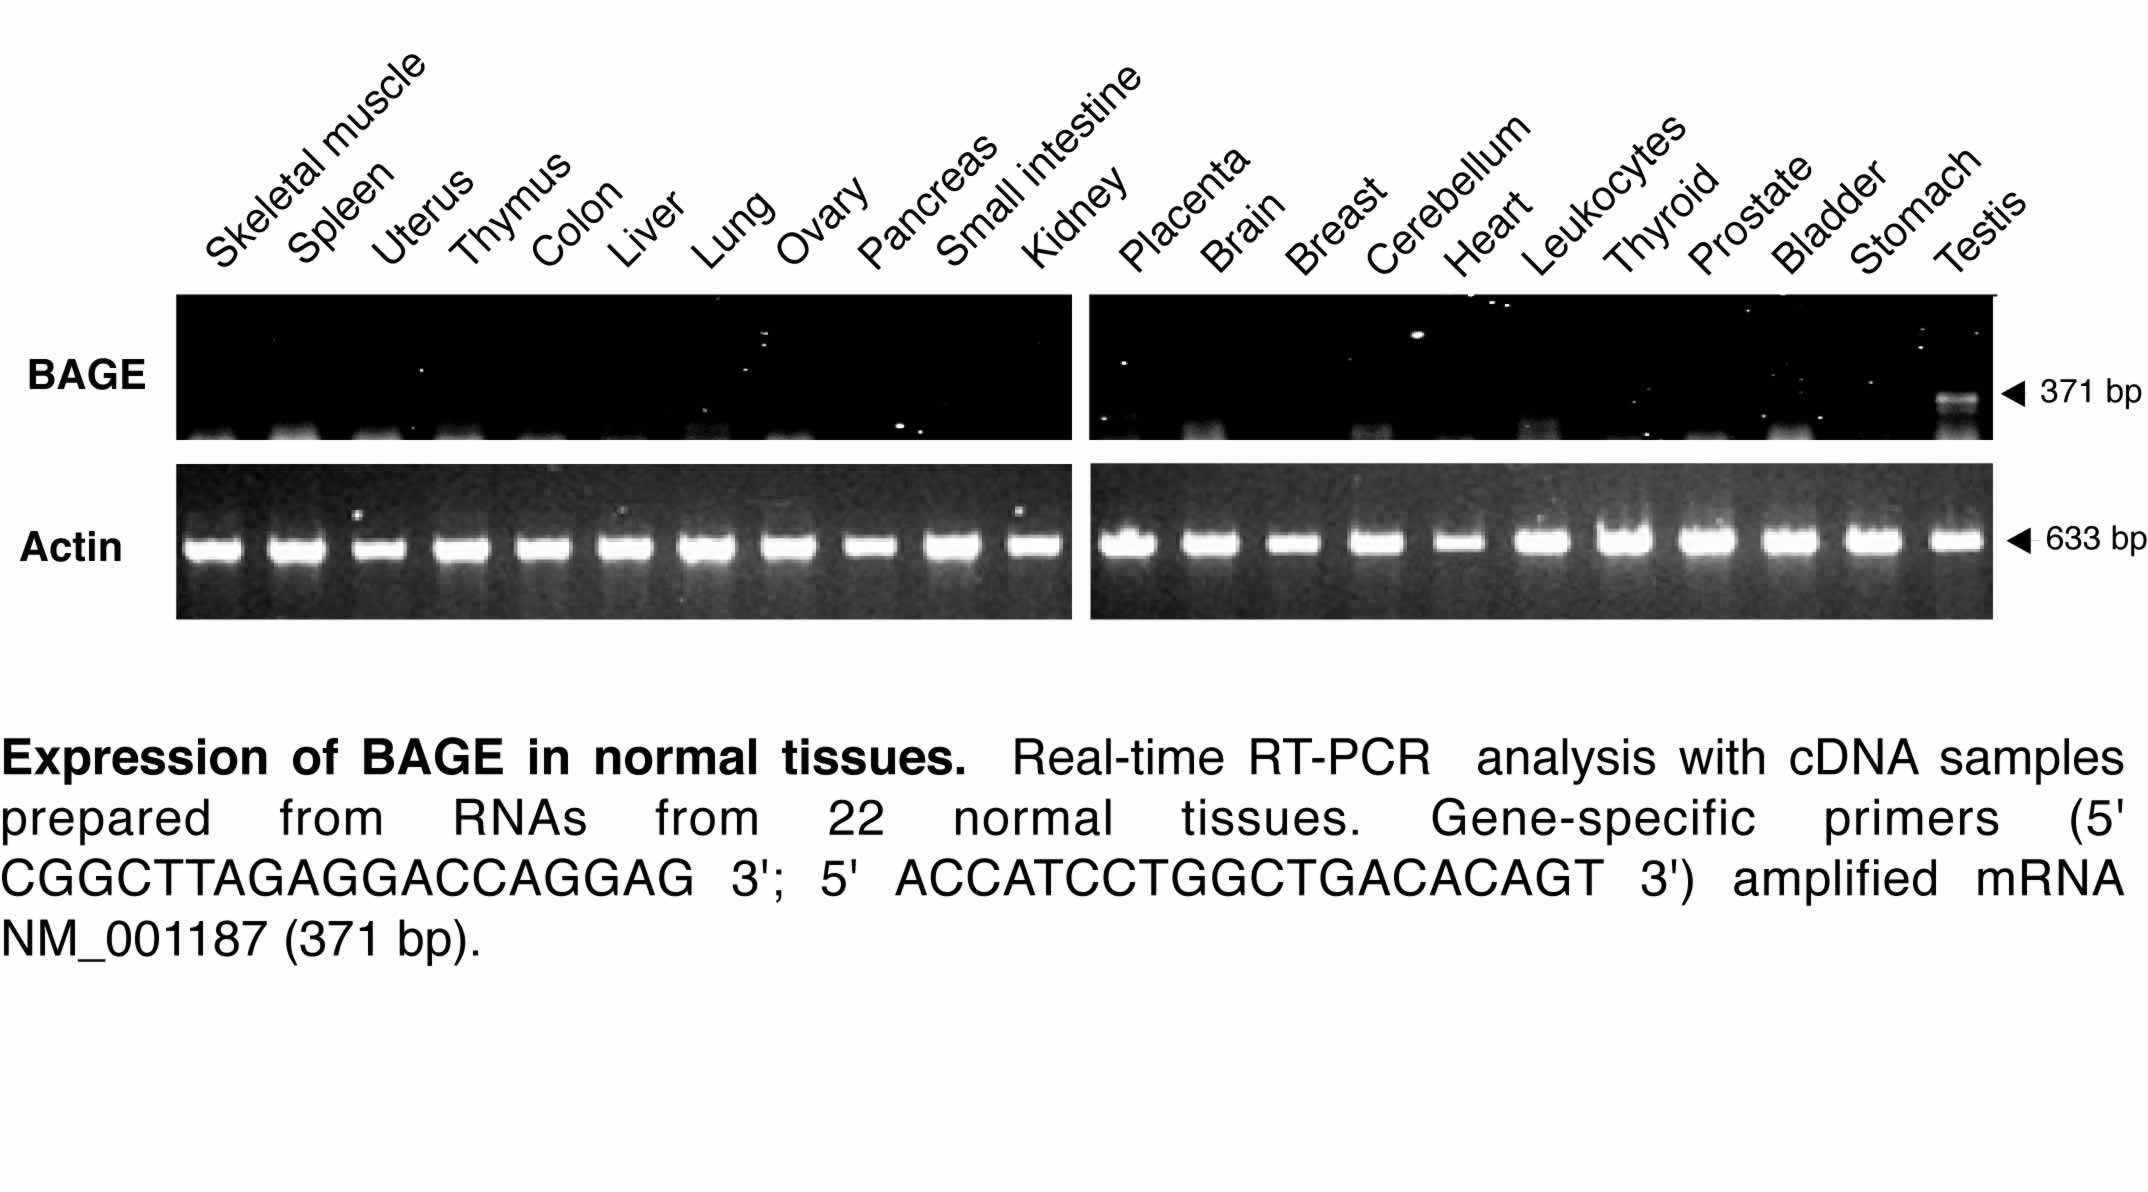 Skeletal muscle
Spleen
Uterus
Thymus
Colon
Liver
Lung
Ovary
Pancreas
Small intestine
Kidney
Placenta
Brain
Breast
Cerebellum
Heart
Leukocytes
Thyroid
Prostate
Bladder
Stomach
Testis
BAGE
371 bp
Actin
633 bp
Expression of BAGE in normal tissues. Real-time RT-PCR analysis with cDNA samples
prepared from RNAs from 22 normal tissues. Gene-specific primers (5'
CGGCTTAGAGGACCAGGAG 3'; 5' ACCATCCTGGCTGACACAGT 3') amplified mRNA
NM_001187 (371 bp).